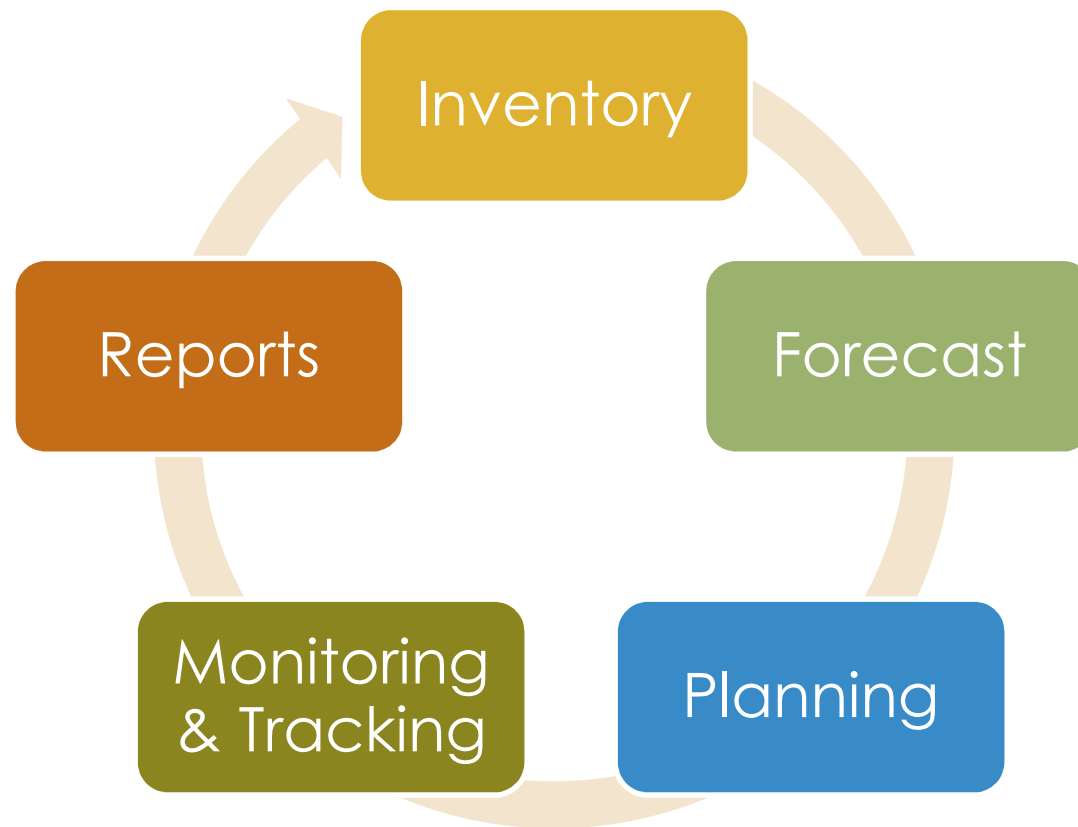 Inventory
Forecast
Planning
Monitoring
& Tracking
Reports